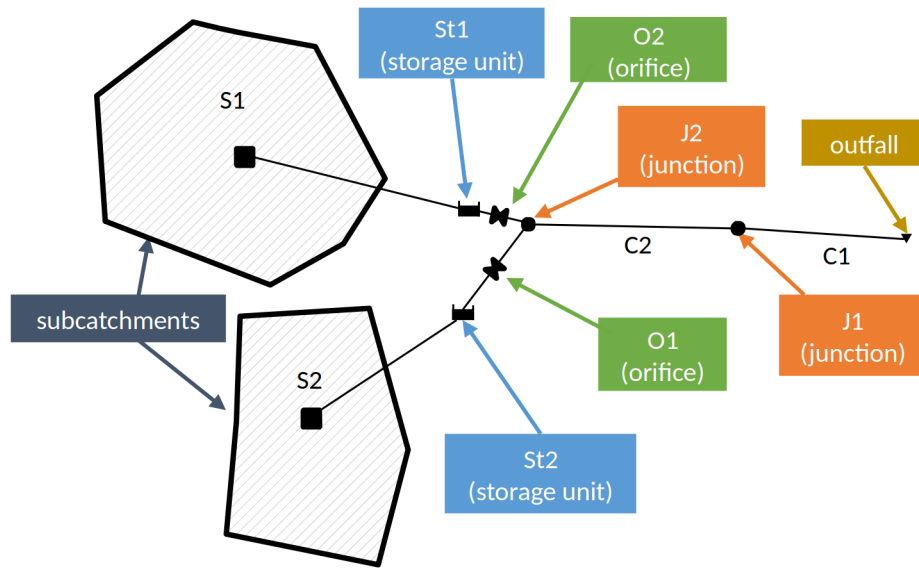 St1
(storage unit)
O2
(orifice)
S1
J2
(junction)
outfall
C2
C1
subcatchments
J1
(junction)
O1
(orifice)
S2
St2
(storage unit)